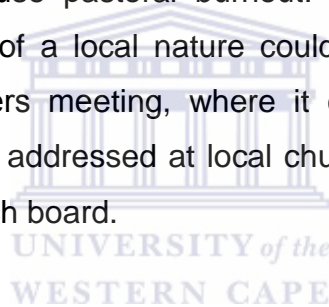 use pastoral burnout.
of a local nature could
ers meeting, where it
addressed at local chu
h board.
UNIVERSITY of the
WESTERN CAPE